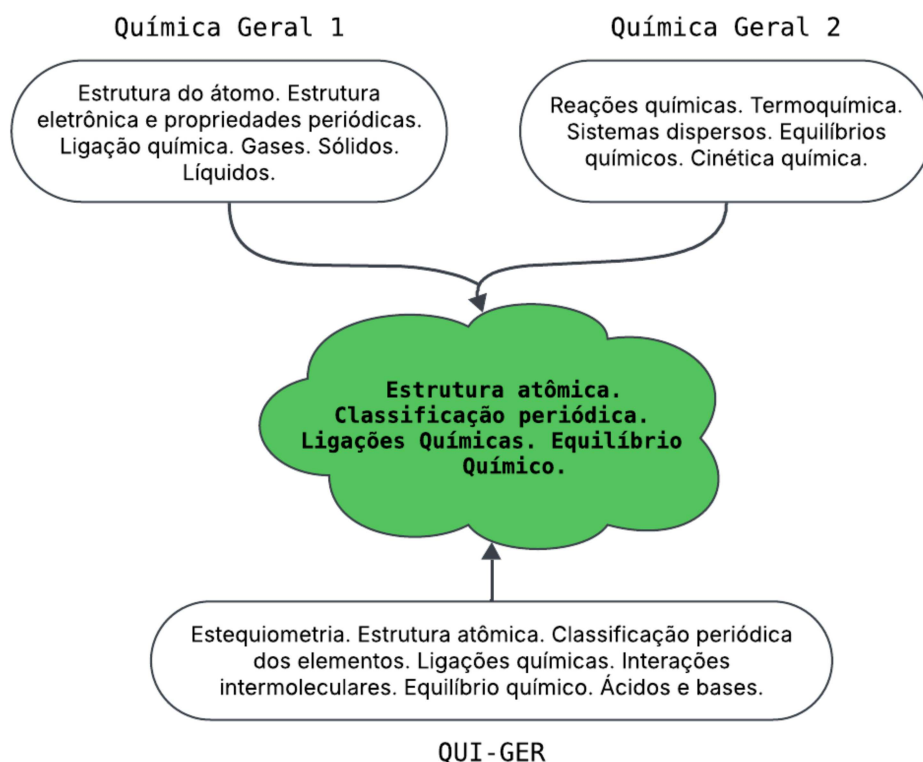 Química Geral 1
Química Geral 2
Estrutura do átomo. Estrutura
eletrônica e propriedades periódicas.
Ligação química. Gases. Sólidos.
Líquidos.
Reações químicas. Termoquímica.
Sistemas dispersos. Equilíbrios
químicos. Cinética química.
Estrutura atômica.
Classificação periódica.
Ligações Químicas. Equilíbrio
Químico.
Estequiometria. Estrutura atômica. Classificação periódica
dos elementos. Ligações químicas. Interações
intermoleculares. Equilíbrio químico. Ácidos e bases.
QUI-GER